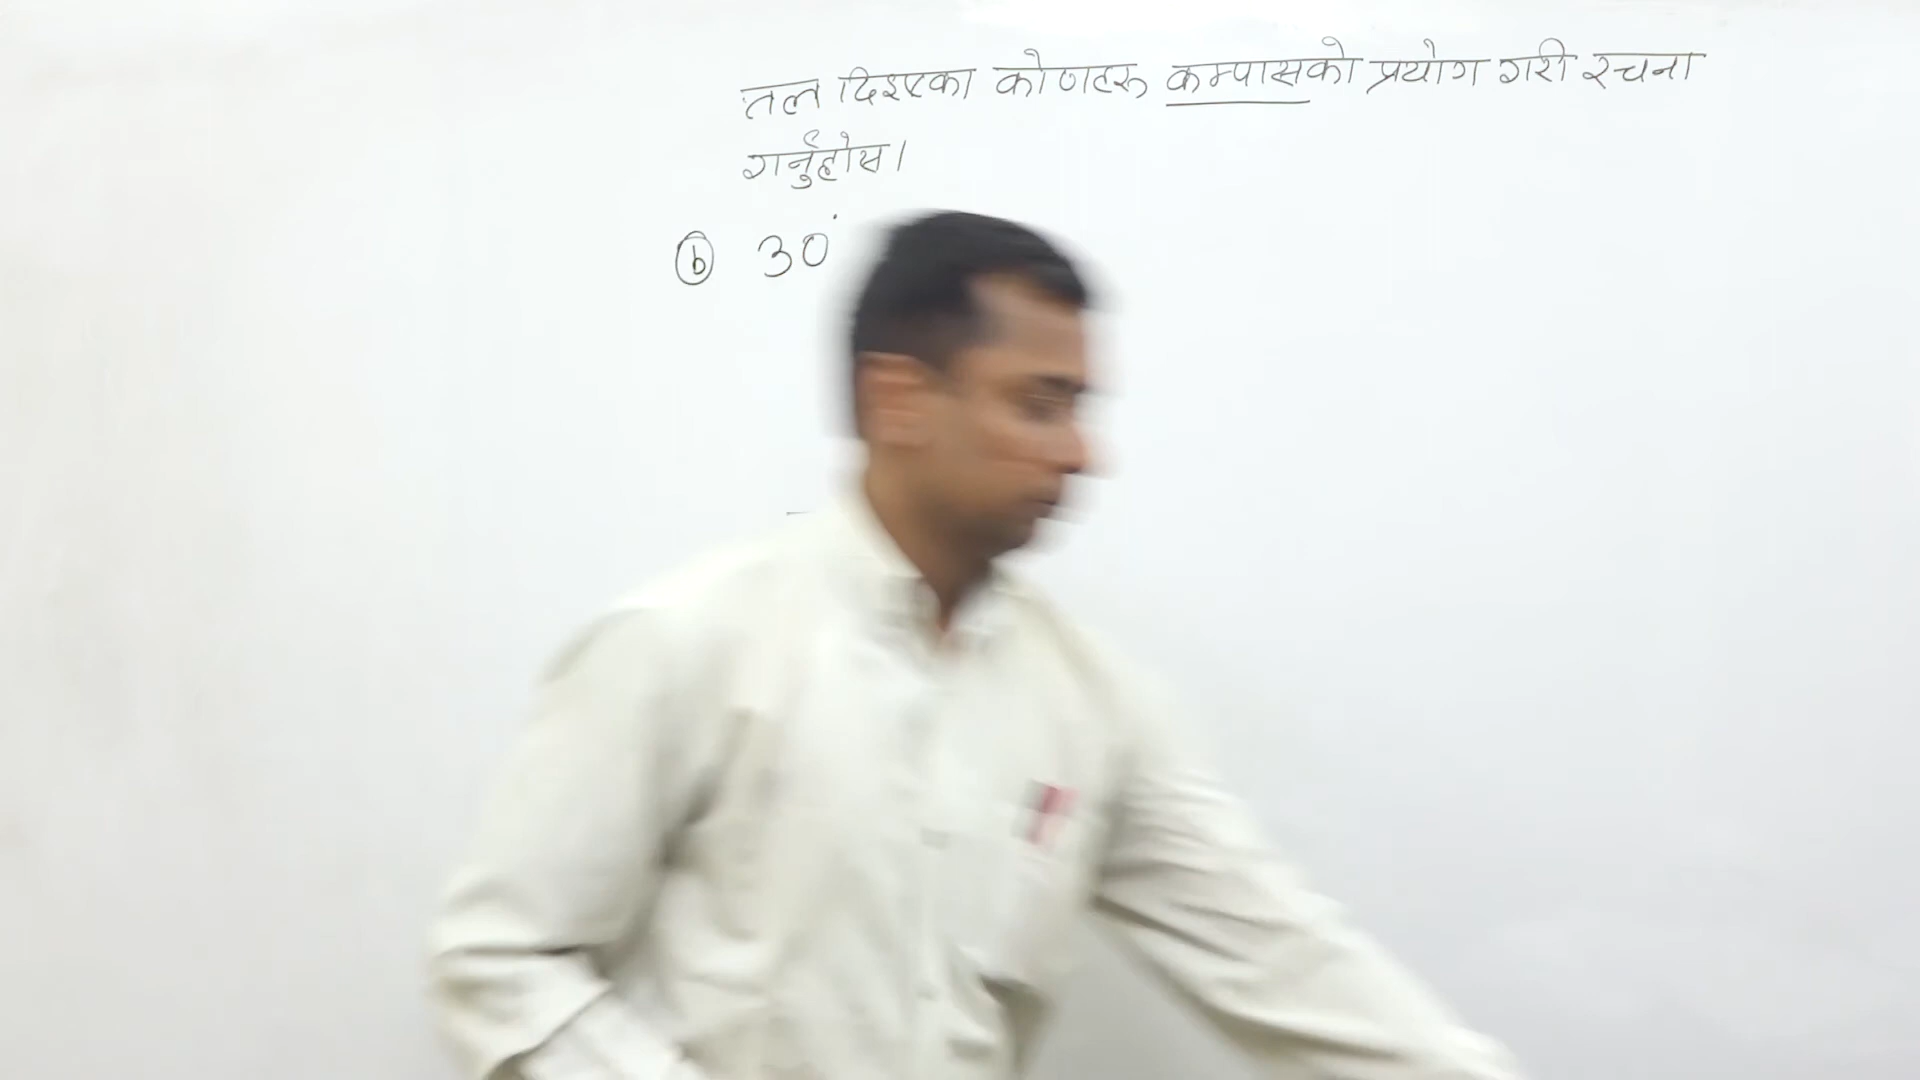 तल दिइएका कोणहरू कम्पासको प्रयोग गरी रचना
गर्नुहोस।
ⓑ 30°